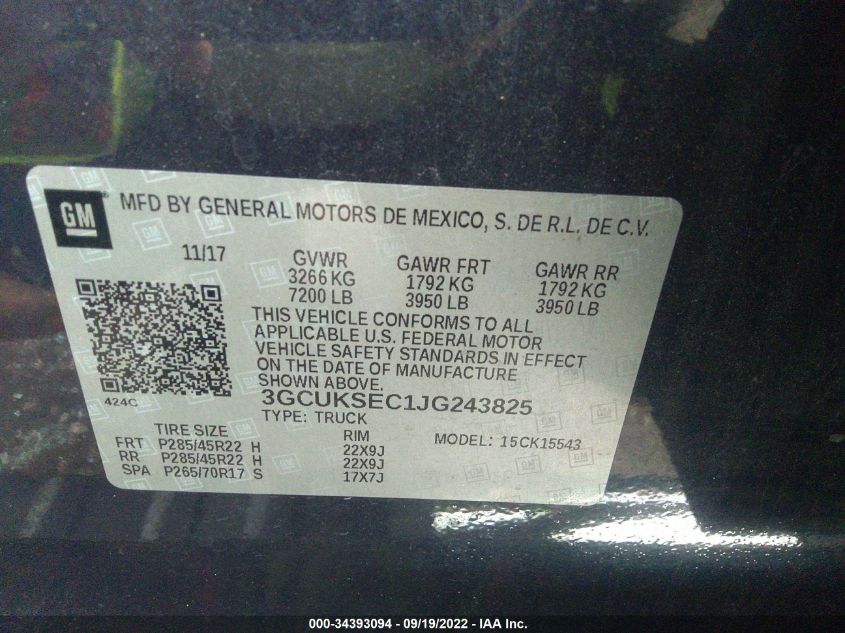 GM ® MFD BY GENERAL MOTORS DE MEXICO, S. DE R.L. DE C.V.
11/17 GVWR GAWR FRT GAWR RR
3266 KG 1792 KG 1792 KG
7200 LB 3950 LB 3950 LB
THIS VEHICLE CONFORMS TO ALL
APPLICABLE U.S. FEDERAL MOTOR
VEHICLE SAFETY STANDARDS IN EFFECT
ON THE DATE OF MANUFACTURE
SHOWN ABOVE.
424C 3GCUKSEC1JG243825
TYPE: TRUCK
TIRE SIZE RIM MODEL: 15CK15543
FRT P285/45R22 H 22X9J
RR P285/45R22 H 22X9J
SPA P265/70R17 S 17X7J
000-34393094 - 09/19/2022 - IAA Inc.